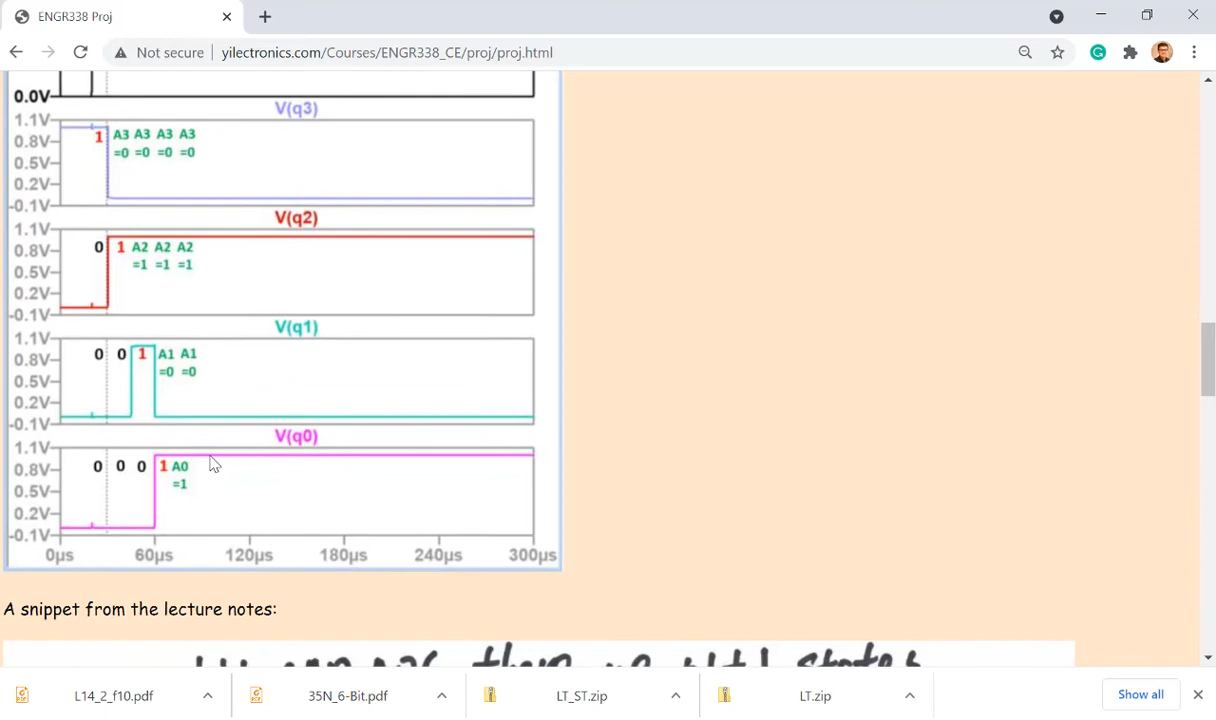 ENGR338 Proj
Not secure yilectronics.com/Courses/ENGR338_CE/proj/proj.html
0.0V
V(q3)
1.1V
0.8V
0.5V
0.2V
-0.1V
1 A3 A3 A3 A3
=0 =0 =0 =0
V(q2)
1.1V
0.8V
0.5V
0.2V
-0.1V
0 1 A2 A2 A2
=1 =1 =1
V(q1)
1.1V
0.8V
0.5V
0.2V
-0.1V
0 0 1 A1 A1
=0 =0
V(q0)
1.1V
0.8V
0.5V
0.2V
-0.1V
0 0 0 1 A0
=1
0µs 60µs 120µs 180µs 240µs 300µs
A snippet from the lecture notes:
L14_2_f10.pdf 35N_6-Bit.pdf LT_ST.zip LT.zip Show all